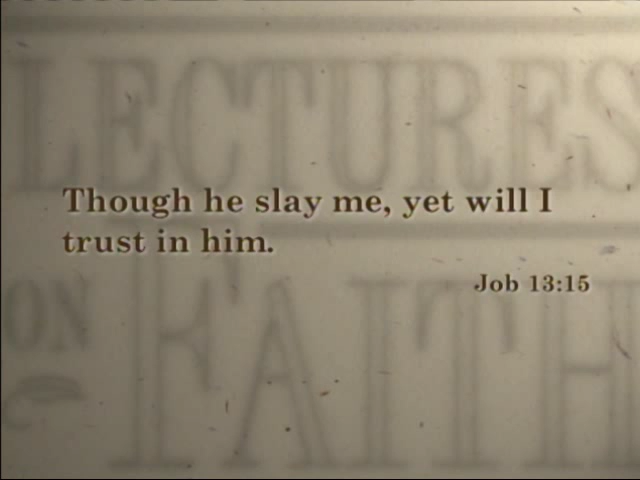 LECTURES
Though he slay me, yet will I
trust in him.
Job 13:15
ON
FAITH